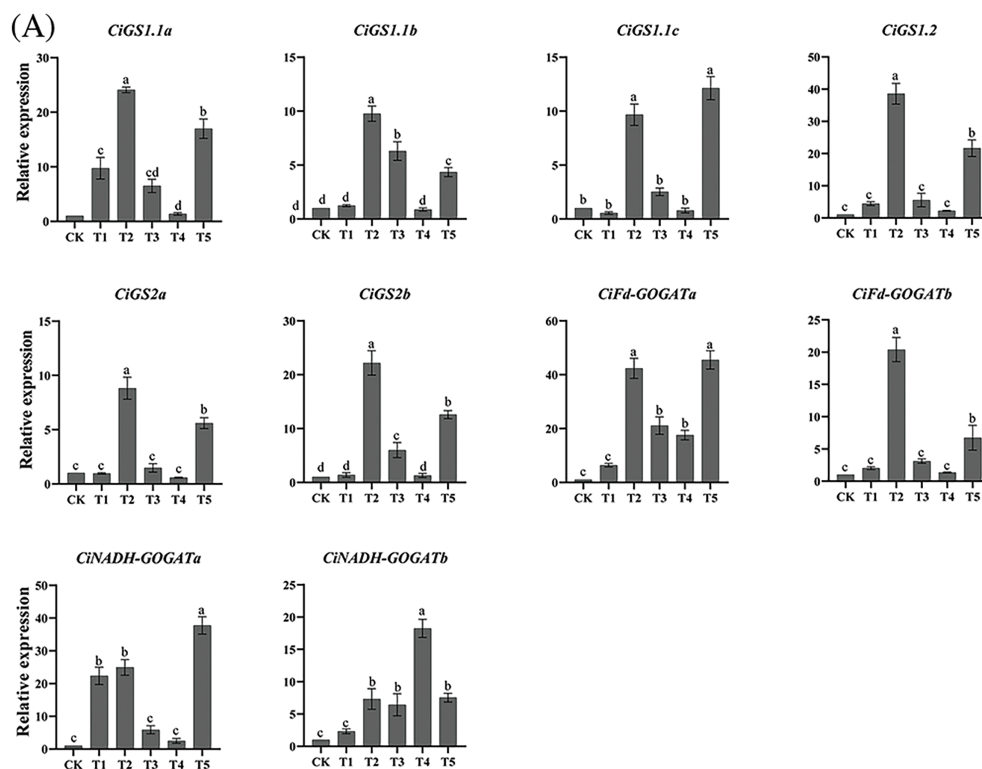 (A)
CiGS1.1a
CiGS1.1b
CiGS1.1c
CiGS1.2
Relative expression
30
20
10
0
c
a
cd
d
b
CK T1 T2 T3 T4 T5
15
10
5
0
d
d
a
b
d
c
CK T1 T2 T3 T4 T5
15
10
5
0
b
b
a
b
b
a
CK T1 T2 T3 T4 T5
50
40
30
20
10
0
c
c
a
c
c
b
CK T1 T2 T3 T4 T5
CiGS2a
CiGS2b
CiFd-GOGATa
CiFd-GOGATb
Relative expression
15
10
5
0
c
c
a
c
c
b
CK T1 T2 T3 T4 T5
30
20
10
0
d
d
a
c
d
b
CK T1 T2 T3 T4 T5
60
40
20
0
c
c
a
b
b
a
CK T1 T2 T3 T4 T5
25
20
15
10
5
0
c
c
a
c
c
b
CK T1 T2 T3 T4 T5
CiNADH-GOGATa
CiNADH-GOGATb
Relative expression
50
40
30
20
10
0
c
b
b
c
c
a
CK T1 T2 T3 T4 T5
25
20
15
10
5
0
c
c
b
b
a
b
CK T1 T2 T3 T4 T5